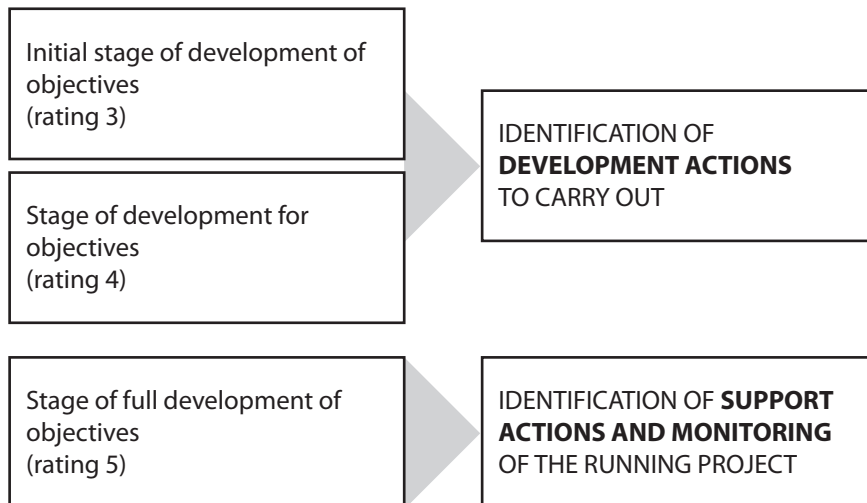 Initial stage of development of
objectives
(rating 3)
IDENTIFICATION OF
DEVELOPMENT ACTIONS
TO CARRY OUT
Stage of development for
objectives
(rating 4)
Stage of full development of
objectives
(rating 5)
IDENTIFICATION OF SUPPORT
ACTIONS AND MONITORING
OF THE RUNNING PROJECT